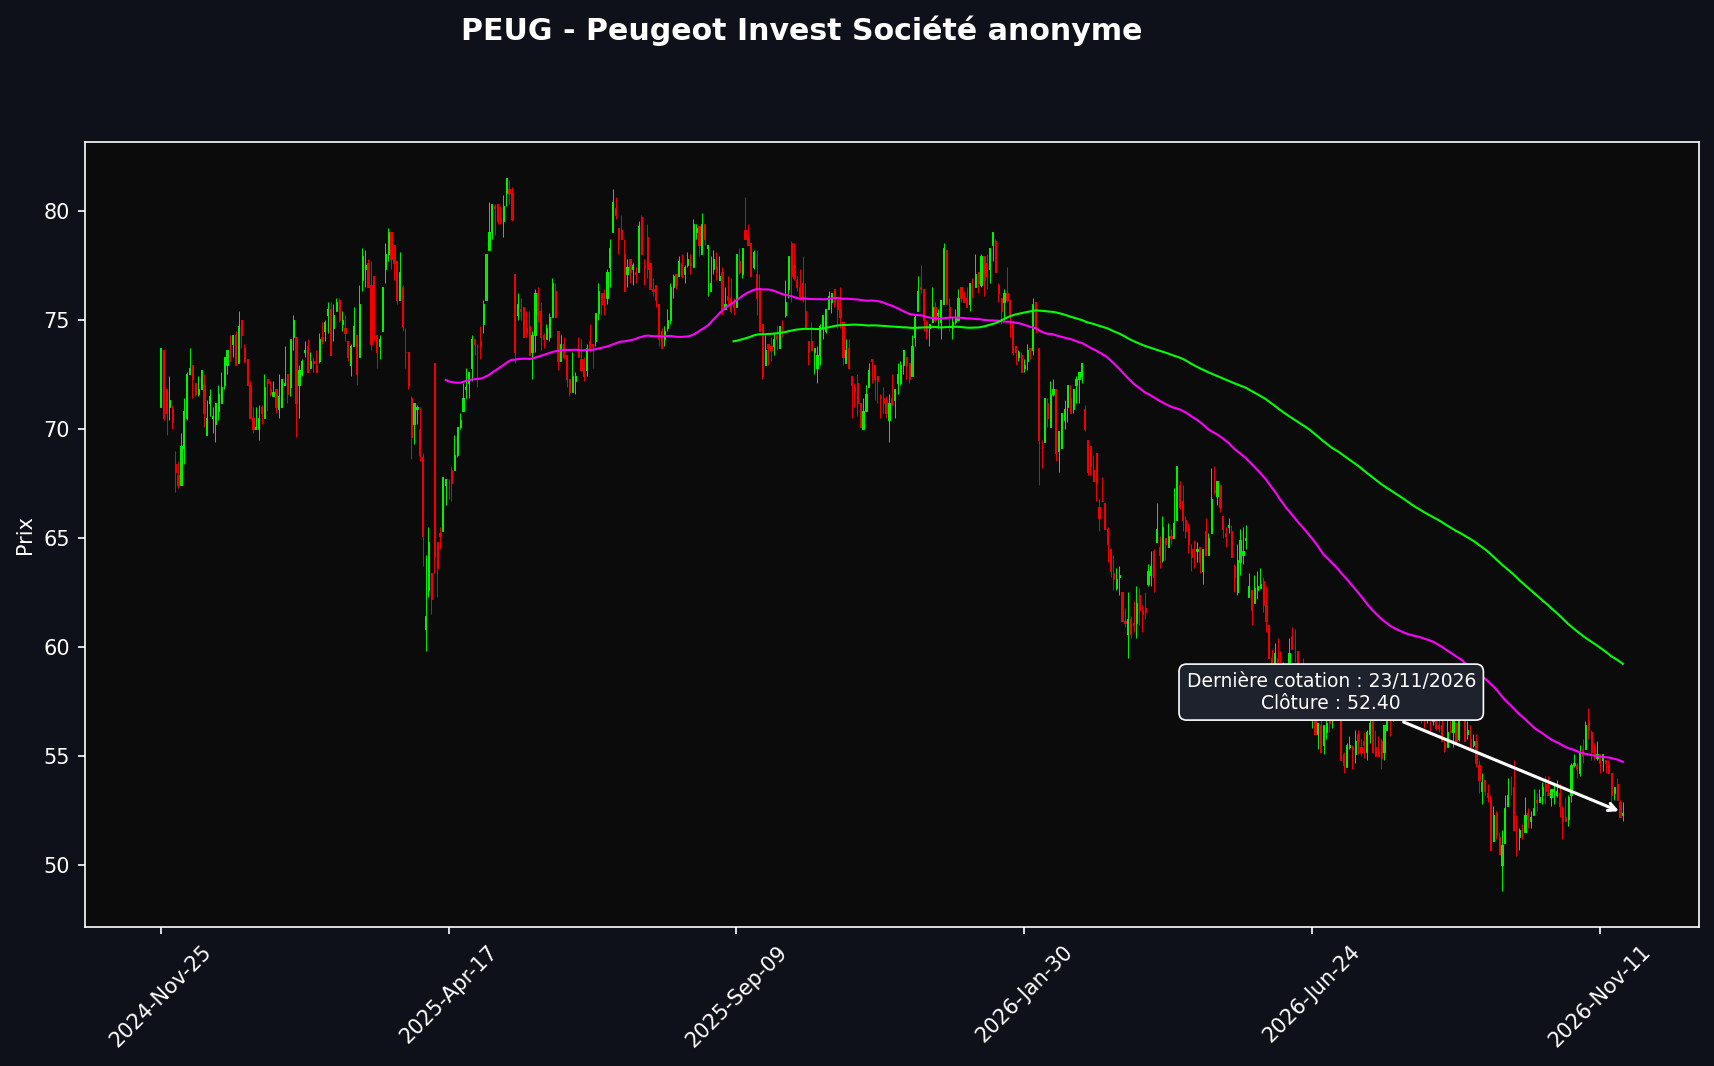 PEUG - Peugeot Invest Société anonyme
80
75
70
65
60
55
50
Prix
Dernière cotation : 23/11/2026
Clôture : 52.40
2024-Nov-25
2025-Apr-17
2025-Sep-09
2026-Jan-30
2026-Jun-24
2026-Nov-11